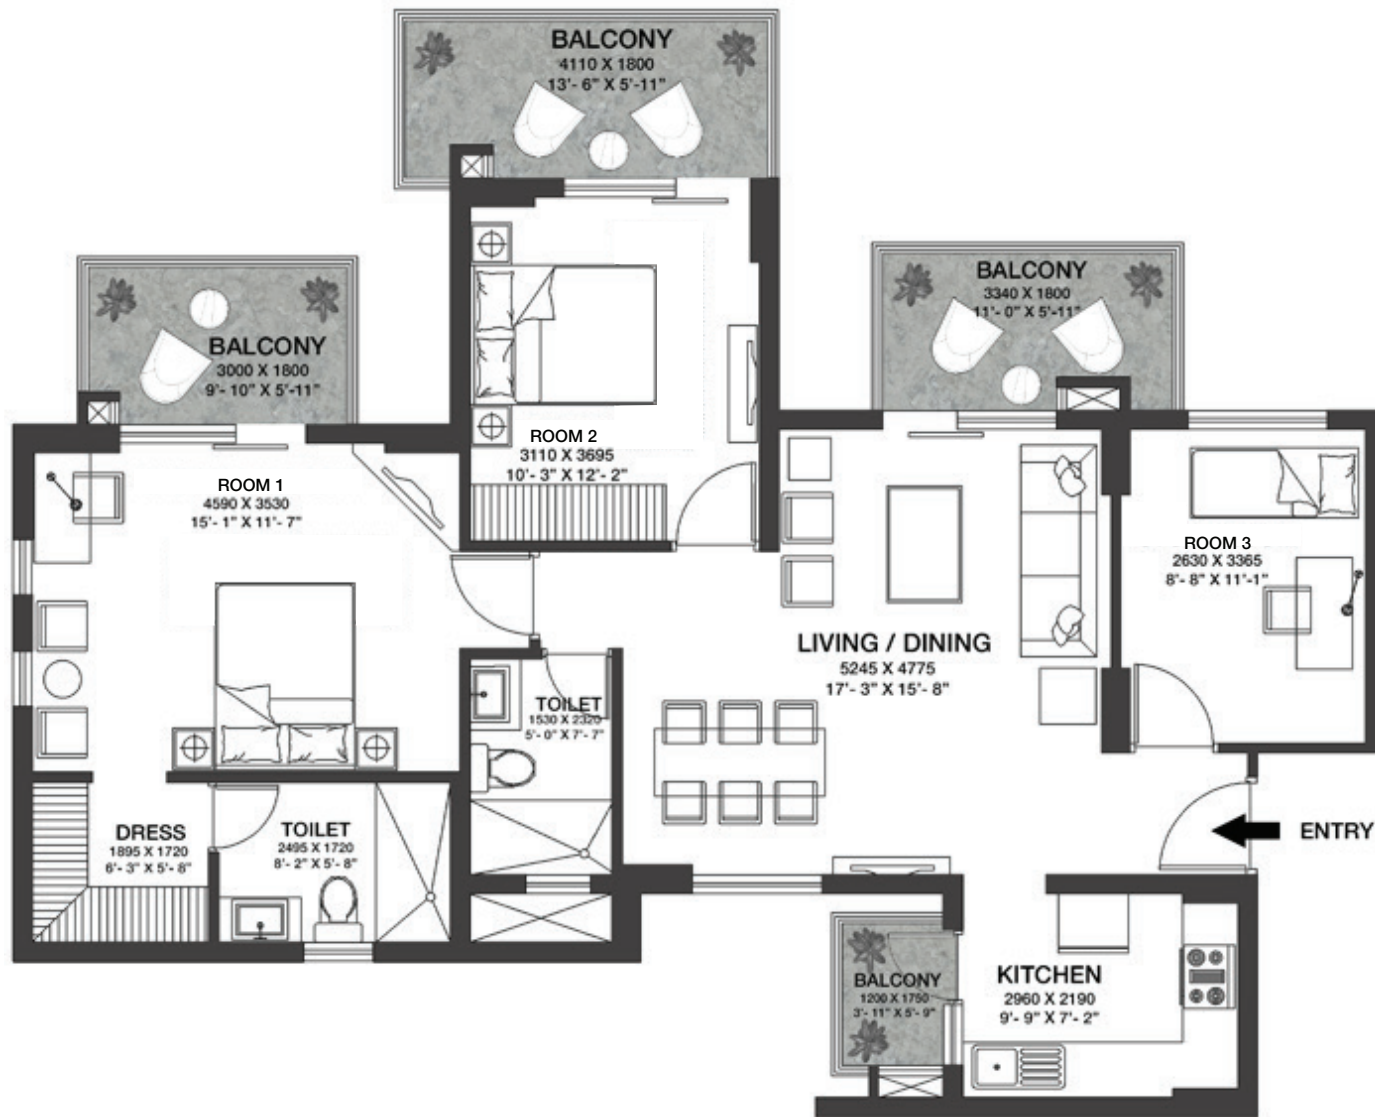 BALCONY
4110 X 1800
13'- 6" X 5'-11"
BALCONY
3340 X 1800
11'- 0" X 5'-11"
BALCONY
3000 X 1800
9'- 10" X 5'-11"
ROOM 2
3110 X 3695
10'- 3" X 12'- 2"
ROOM 1
4590 X 3530
15'- 1" X 11'- 7"
ROOM 3
2630 X 3365
8'- 8" X 11'-1"
LIVING / DINING
5245 X 4775
17'- 3" X 15'- 8"
TOILET
1530 X 2320
5'- 0" X 7'- 7"
DRESS
1895 X 1720
6'- 3" X 5'- 8"
TOILET
2495 X 1720
8'- 2" X 5'- 8"
ENTRY
BALCONY
1200 X 1750
3'- 11" X 5'- 9"
KITCHEN
2960 X 2190
9'- 9" X 7'- 2"